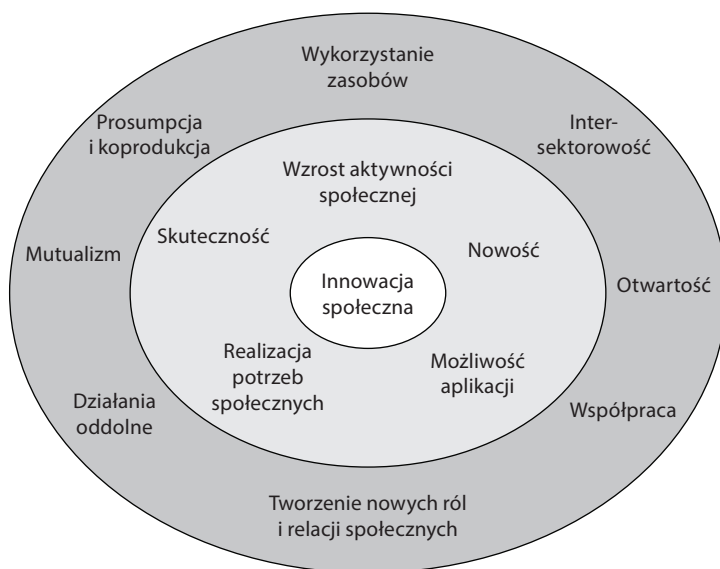 Wykorzystanie
zasobów
Prosumpcja
i koprodukcja
Inter-
sektorowość
Wzrost aktywności
społecznej
Skuteczność
Nowość
Mutualizm
Otwartość
Innowacja
społeczna
Realizacja
potrzeb
społecznych
Możliwość
aplikacji
Działania
oddolne
Współpraca
Tworzenie nowych ról
i relacji społecznych